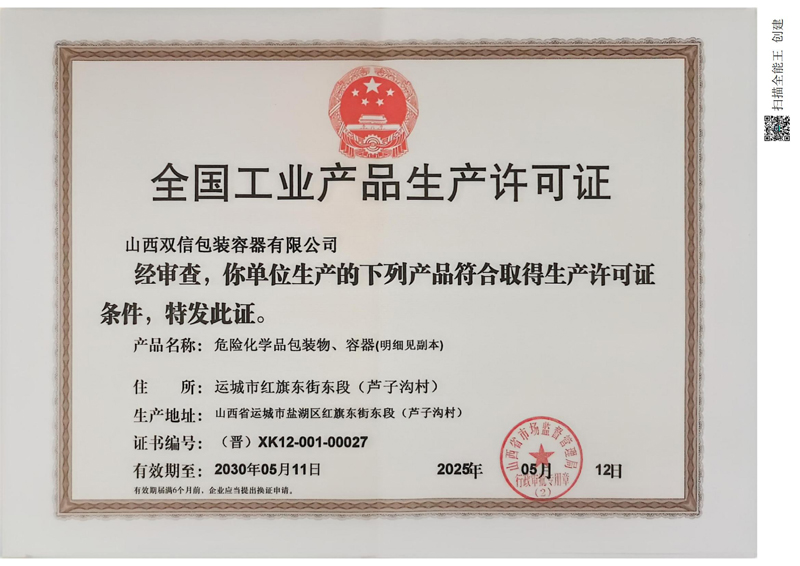 全国工业产品生产许可证
山西双信包装容器有限公司
经审查，你单位生产的下列产品符合取得生产许可证
条件，特发此证。
产品名称：危险化学品包装物、容器(明细见副本)
住 所：运城市红旗东街东段（芦子沟村）
生产地址：山西省运城市盐湖区红旗东街东段（芦子沟村）
证书编号：（晋）XK12-001-00027
有效期至：2030年05月11日
2025年 05月 12日
有效期届满6个月前，企业应当提出换证申请。
山西省市场监督管理局
行政审批专用章
（2）
扫描全能王 创建